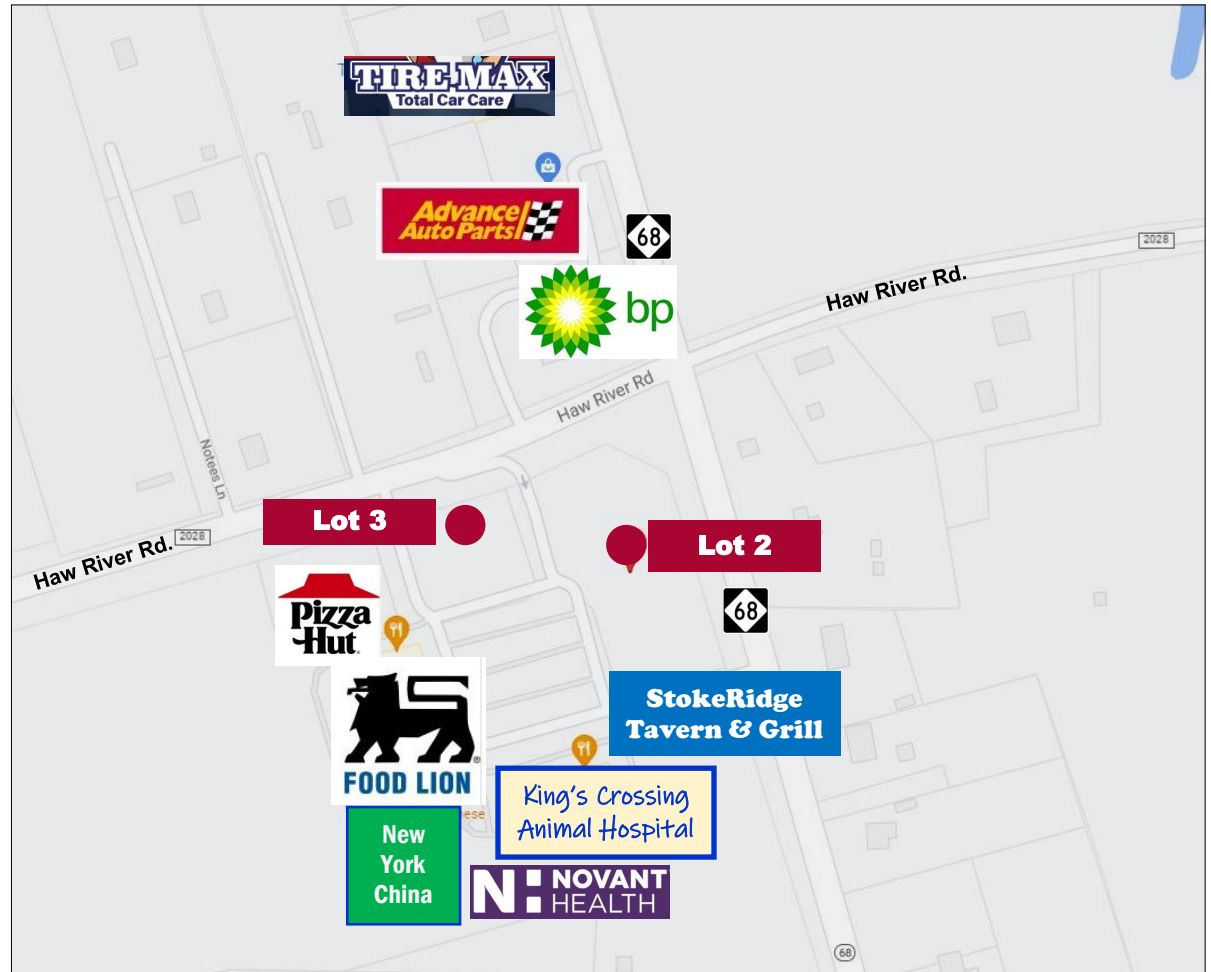 T
TIRE MAX
Total Car Care
Advance
Auto Parts
68
2028
Haw River Rd.
bp
Haw River Rd
Notees Ln
Lot 3
Lot 2
2028
Haw River Rd.
Pizza
Hut
68
StokeRidge
Tavern & Grill
FOOD LION
King's Crossing
Animal Hospital
ese
New
York
China
N:
NOVANT
HEALTH
68